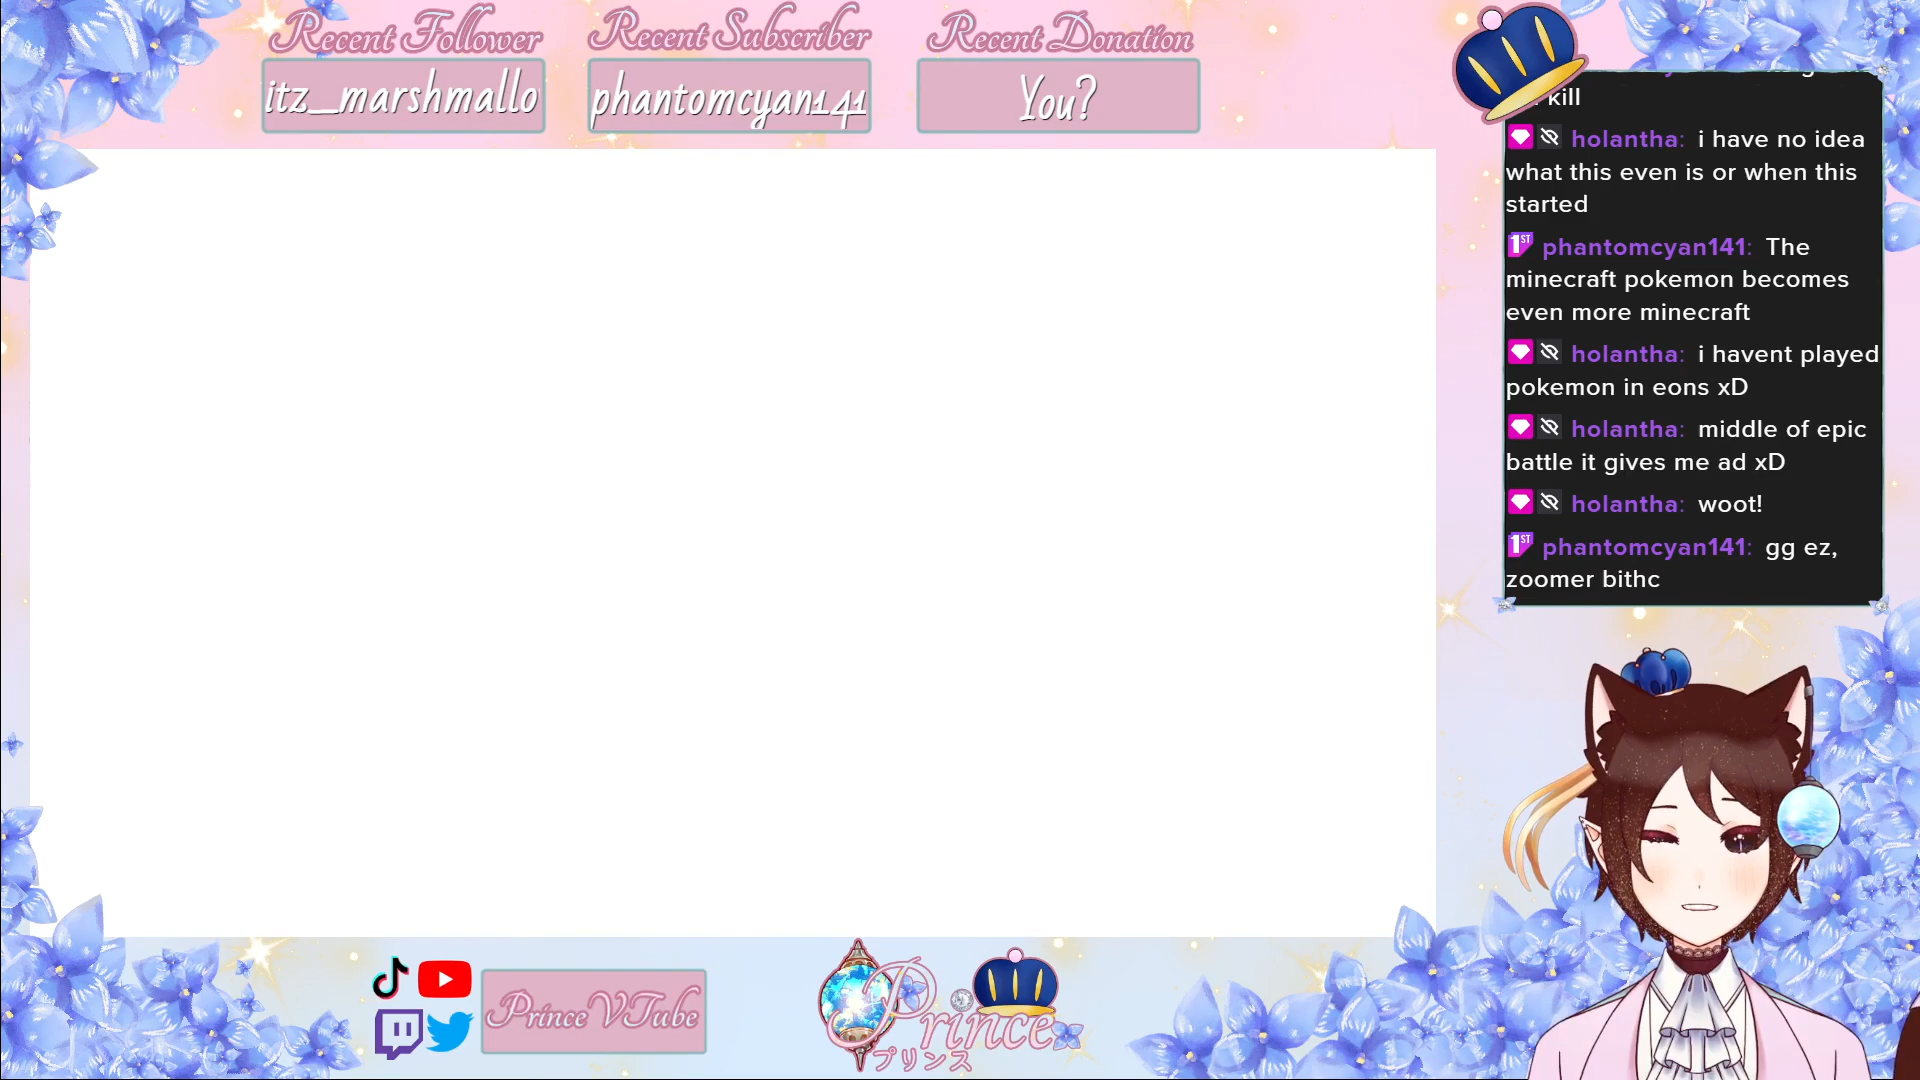 Recent Follower
Recent Subscriber
Recent Donation
itz_marshmallo
phantomcyan141
You?
kill
holantha: i have no idea
what this even is or when this
started
1ST phantomcyan141: The
minecraft pokemon becomes
even more minecraft
holantha: i havent played
pokemon in eons xD
holantha: middle of epic
battle it gives me ad xD
holantha: woot!
1ST phantomcyan141: gg ez,
zoomer bithc
PrinceVTube
Prince
プリンス